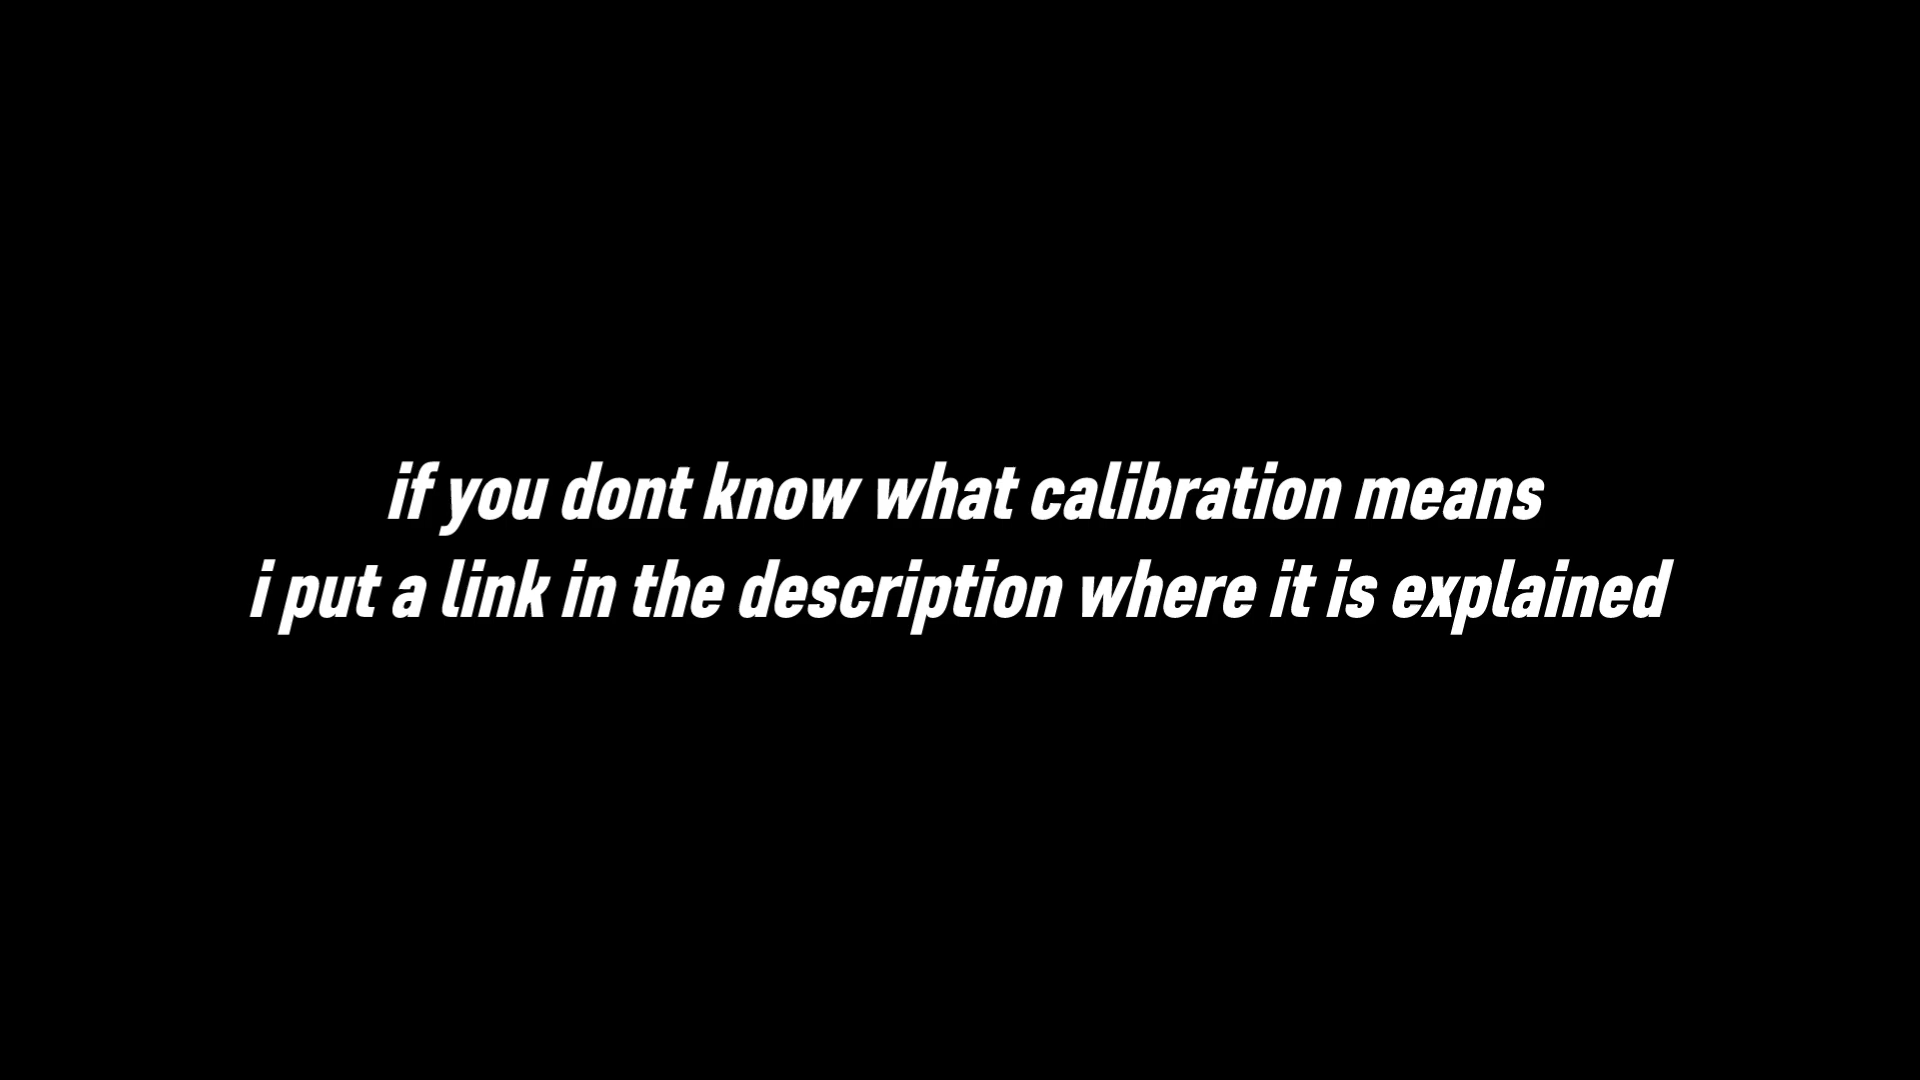 if you dont know what calibration means
i put a link in the description where it is explained